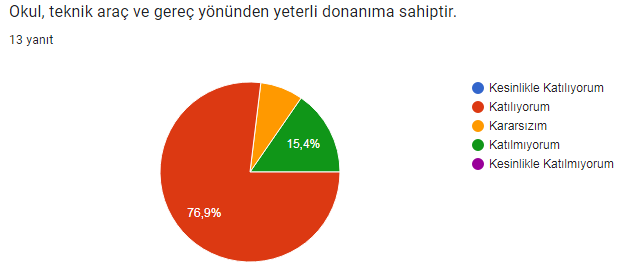 Okul, teknik araç ve gereç yönünden yeterli donanıma sahiptir.
13 yanıt
Kesinlikle Katılıyorum
Katılıyorum
Kararsızım
Katılmıyorum
Kesinlikle Katılmıyorum
15,4%
76,9%